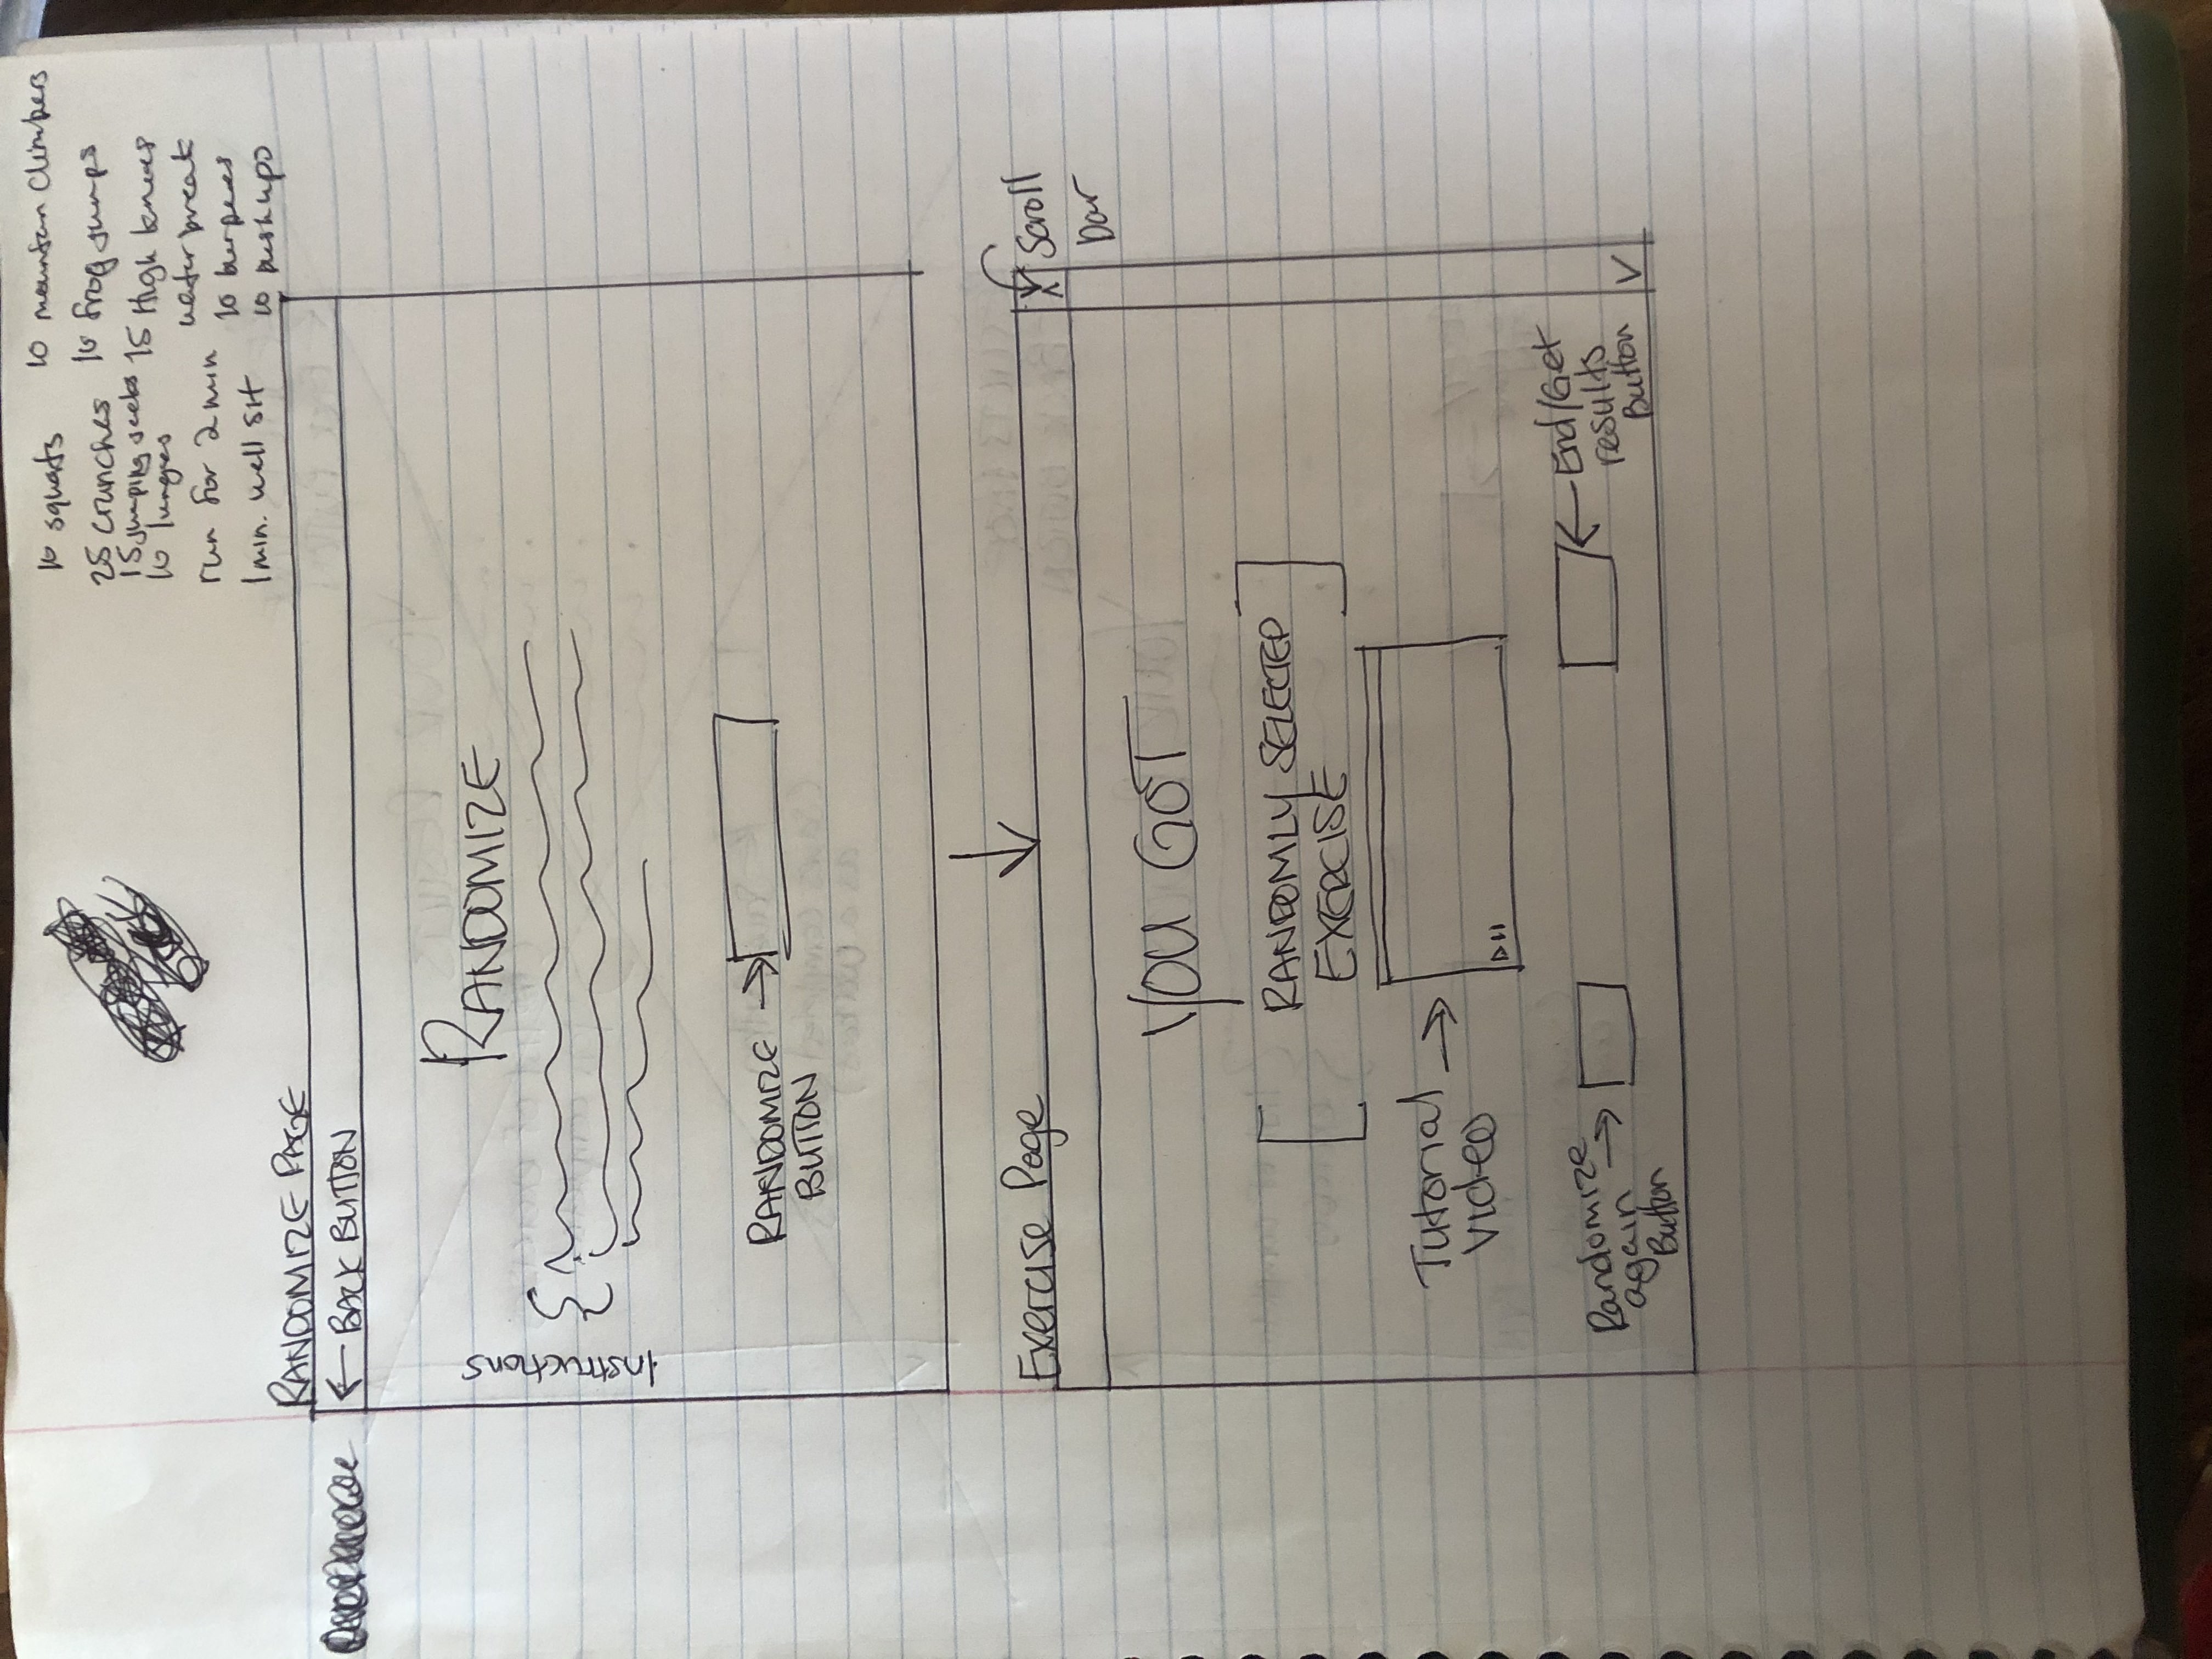 10 squats
25 crunches
15 jumping jacks
10 lunges
run for 2 min
1 min. wall sit
10 mountain climbers
10 frog jumps
15 High knees
water break
10 burpees
10 push ups
RANDOMIZE PAGE
← BACK BUTTON
RANDOMIZE
Instructions
RANDOMIZE
BUTTON
Exercise Page
Scroll
bar
YOU GOT
RANDOMLY SELECTED
EXERCISE
Tutorial
Video
Randomize
again
Button
End/Get
results
Button